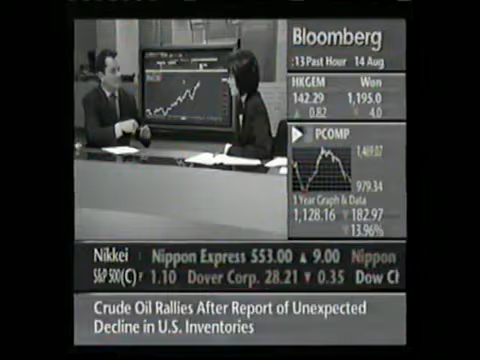 Bloomberg
:13 Past Hour 14 Aug
HKGEM Won
142.29 1,195.0
▲ 0.82 ▼ 4.0
PCOMP
1,469.07
979.34
1 Year Graph & Data
1,128.16 ▼ 182.97
▼ 13.96%
Nikkei : Nippon Express 553.00 ▲ 9.00 Nippon
S&P 500(C) F 1.10 Dover Corp. 28.21 ▼ 0.35 Dow Ch
Crude Oil Rallies After Report of Unexpected
Decline in U.S. Inventories